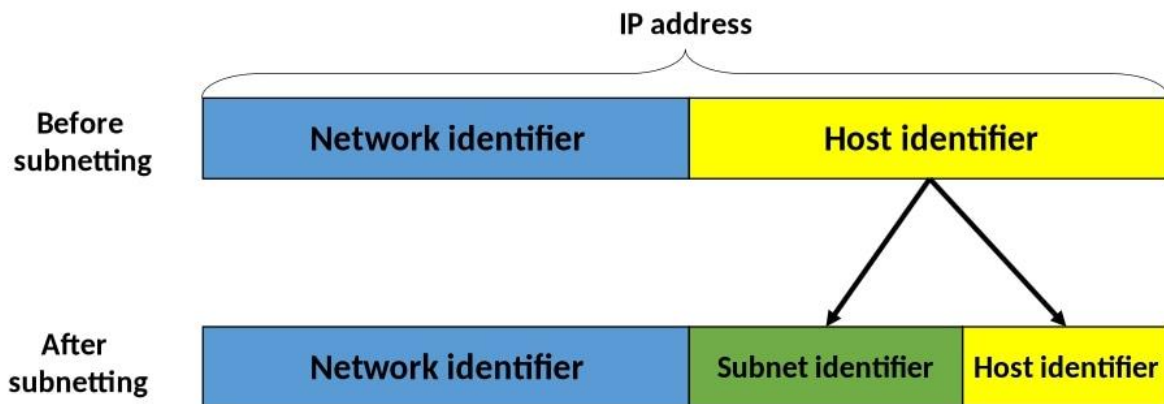 IP address
Before
subnetting
Network identifier
Host identifier
After
subnetting
Network identifier
Subnet identifier
Host identifier